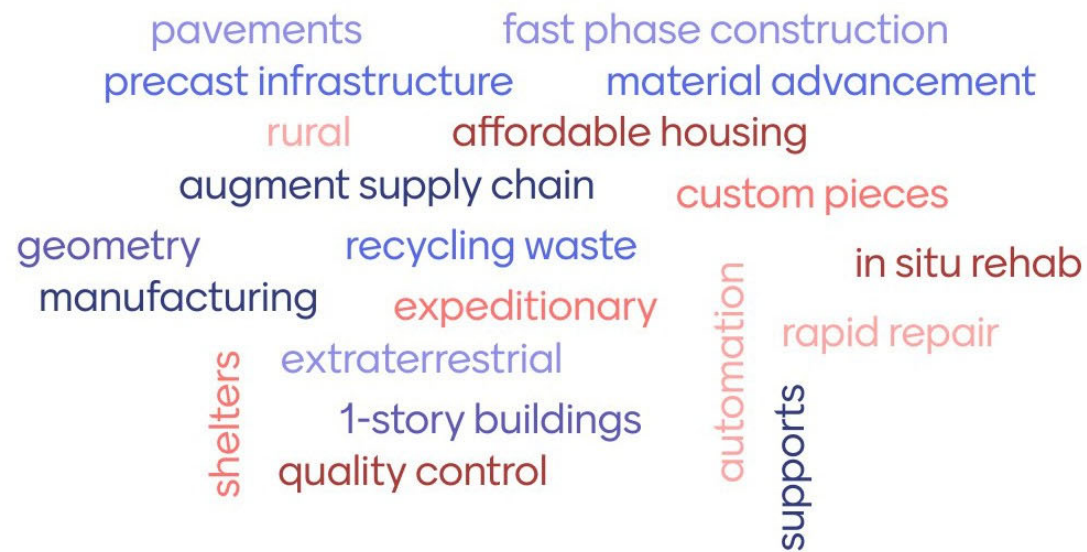 pavements
fast phase construction
precast infrastructure
material advancement
rural
affordable housing
augment supply chain
custom pieces
geometry
recycling waste
in situ rehab
manufacturing
expeditionary
automation
rapid repair
extraterrestrial
shelters
1-story buildings
supports
quality control